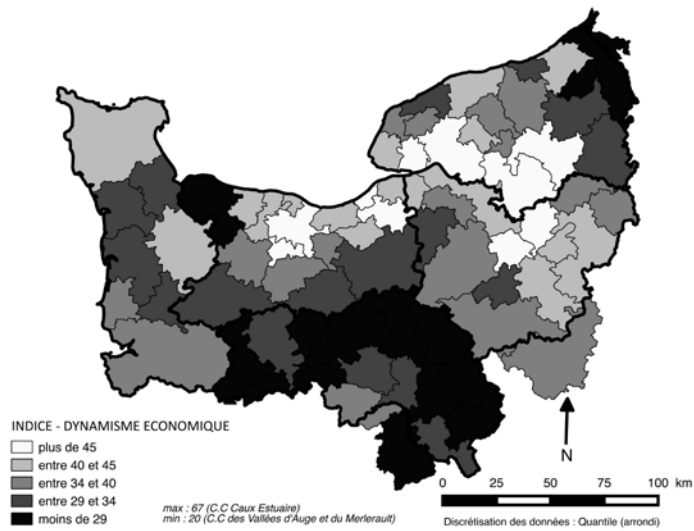 INDICE - DYNAMISME ECONOMIQUE
plus de 45
entre 40 et 45
entre 34 et 40
entre 29 et 34
moins de 29
max : 67 (C.C Caux Estuaire)
min : 20 (C.C des Vallées d'Auge et du Merlerault)
N
0 25 50 75 100 km
Discrétisation des données : Quantile (arrondi)